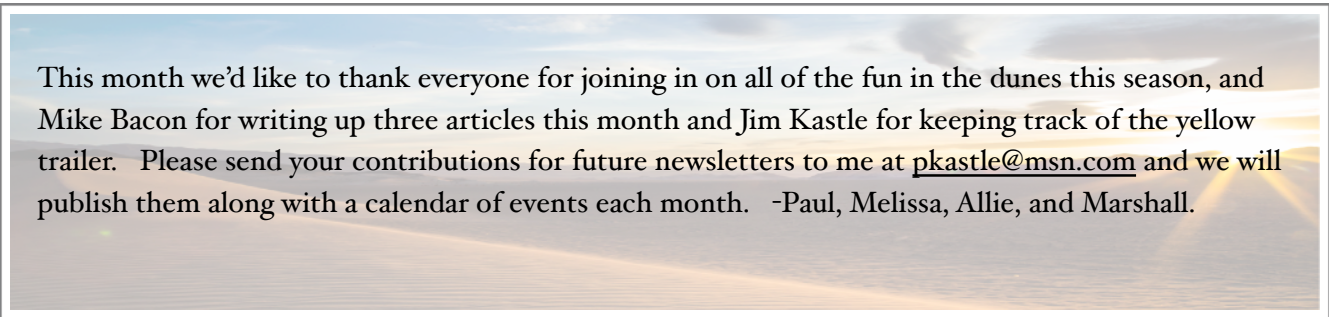 This month we’d like to thank everyone for joining in on all of the fun in the dunes this season, and
Mike Bacon for writing up three articles this month and Jim Kastle for keeping track of the yellow
trailer.   Please send your contributions for future newsletters to me at pkastle@msn.com and we will
publish them along with a calendar of events each month.   -Paul, Melissa, Allie, and Marshall.